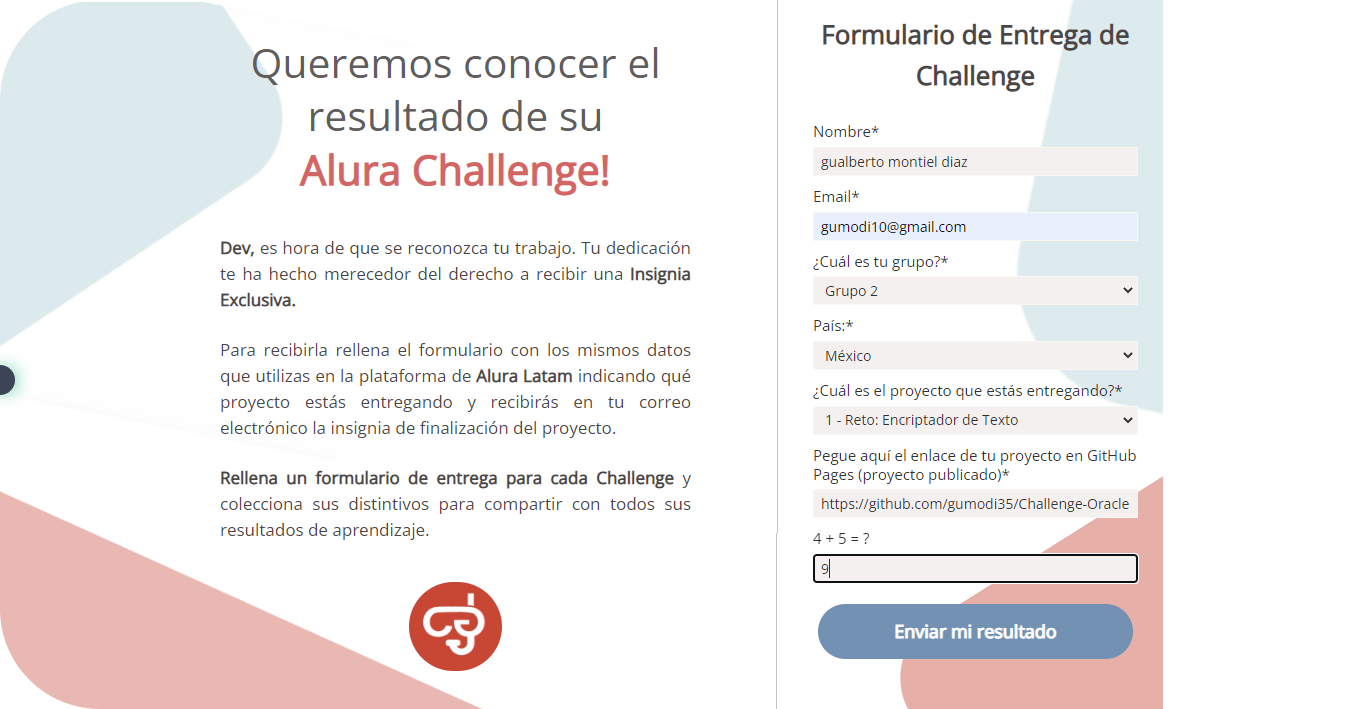 Queremos conocer el
resultado de su
Alura Challenge!
Dev, es hora de que se reconozca tu trabajo. Tu dedicación
te ha hecho merecedor del derecho a recibir una Insignia
Exclusiva.
Para recibirla rellena el formulario con los mismos datos
que utilizas en la plataforma de Alura Latam indicando qué
proyecto estás entregando y recibirás en tu correo
electrónico la insignia de finalización del proyecto.
Rellena un formulario de entrega para cada Challenge y
colecciona sus distintivos para compartir con todos sus
resultados de aprendizaje.
Formulario de Entrega de
Challenge
Nombre*
gualberto montiel diaz
Email*
gumodi10@gmail.com
¿Cuál es tu grupo?*
Grupo 2
País:*
México
¿Cuál es el proyecto que estás entregando?*
1 - Reto: Encriptador de Texto
Pegue aquí el enlace de tu proyecto en GitHub
Pages (proyecto publicado)*
https://github.com/gumodi35/Challenge-Oracle
4 + 5 = ?
9
Enviar mi resultado